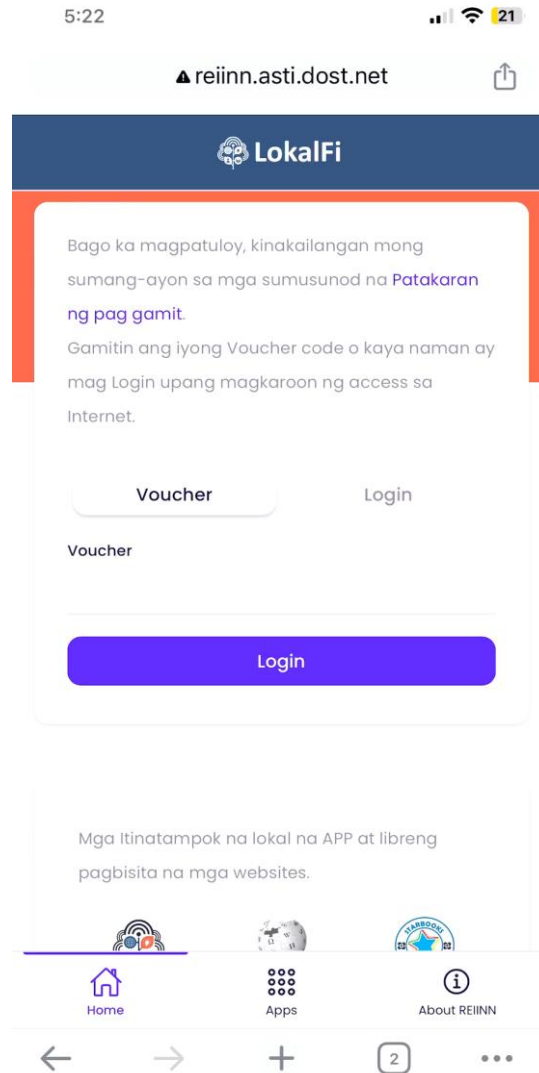 5:22
21
reiinn.asti.dost.net
LokalFi
Bago ka magpatuloy, kinakailangan mong
sumang-ayon sa mga sumusunod na Patakaran
ng pag gamit.
Gamitin ang iyong Voucher code o kaya naman ay
mag Login upang magkaroon ng access sa
Internet.
Voucher
Login
Voucher
Login
Mga Itinatampok na lokal na APP at libreng
pagbisita na mga websites.
STARBOOKS
Home
Apps
About REIINN
2